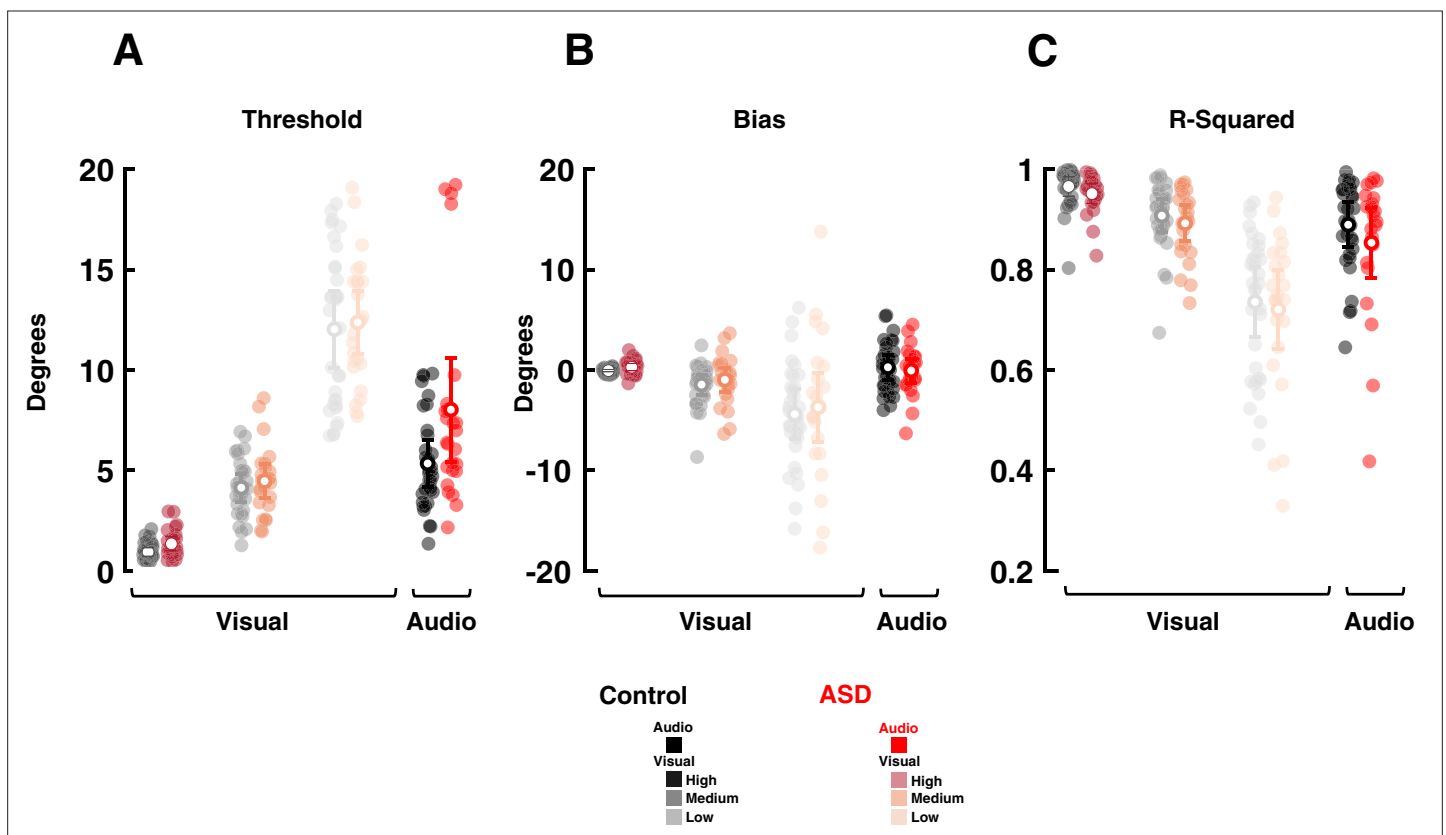 A
B
C
Threshold
Bias
R-Squared
Degrees
20
15
10
5
0
Visual
Audio
Degrees
20
10
0
-10
-20
Visual
Audio
1
0.8
0.6
0.4
0.2
Visual
Audio
Control
Audio
Visual
High
Medium
Low
ASD
Audio
Visual
High
Medium
Low